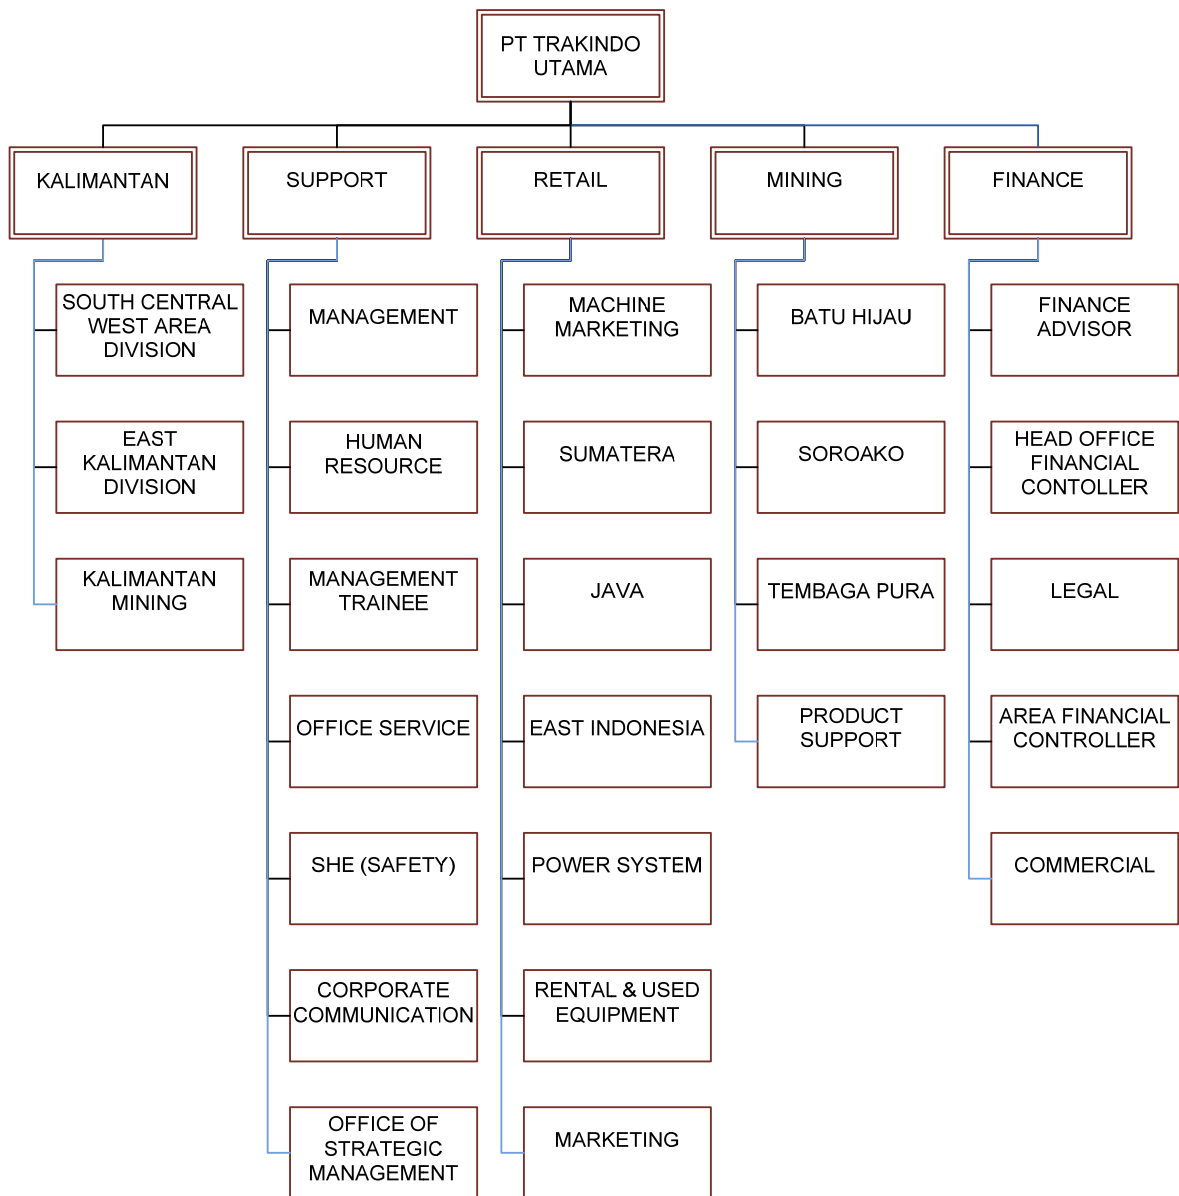 PT TRAKINDO
UTAMA
KALIMANTAN
SUPPORT
RETAIL
MINING
FINANCE
SOUTH CENTRAL
WEST AREA
DIVISION
EAST
KALIMANTAN
DIVISION
KALIMANTAN
MINING
MANAGEMENT
HUMAN
RESOURCE
MANAGEMENT
TRAINEE
OFFICE SERVICE
SHE (SAFETY)
CORPORATE
COMMUNICATION
OFFICE OF
STRATEGIC
MANAGEMENT
MACHINE
MARKETING
SUMATERA
JAVA
EAST INDONESIA
POWER SYSTEM
RENTAL & USED
EQUIPMENT
MARKETING
BATU HIJAU
SOROAKO
TEMBAGA PURA
PRODUCT
SUPPORT
FINANCE
ADVISOR
HEAD OFFICE
FINANCIAL
CONTOLLER
LEGAL
AREA FINANCIAL
CONTROLLER
COMMERCIAL